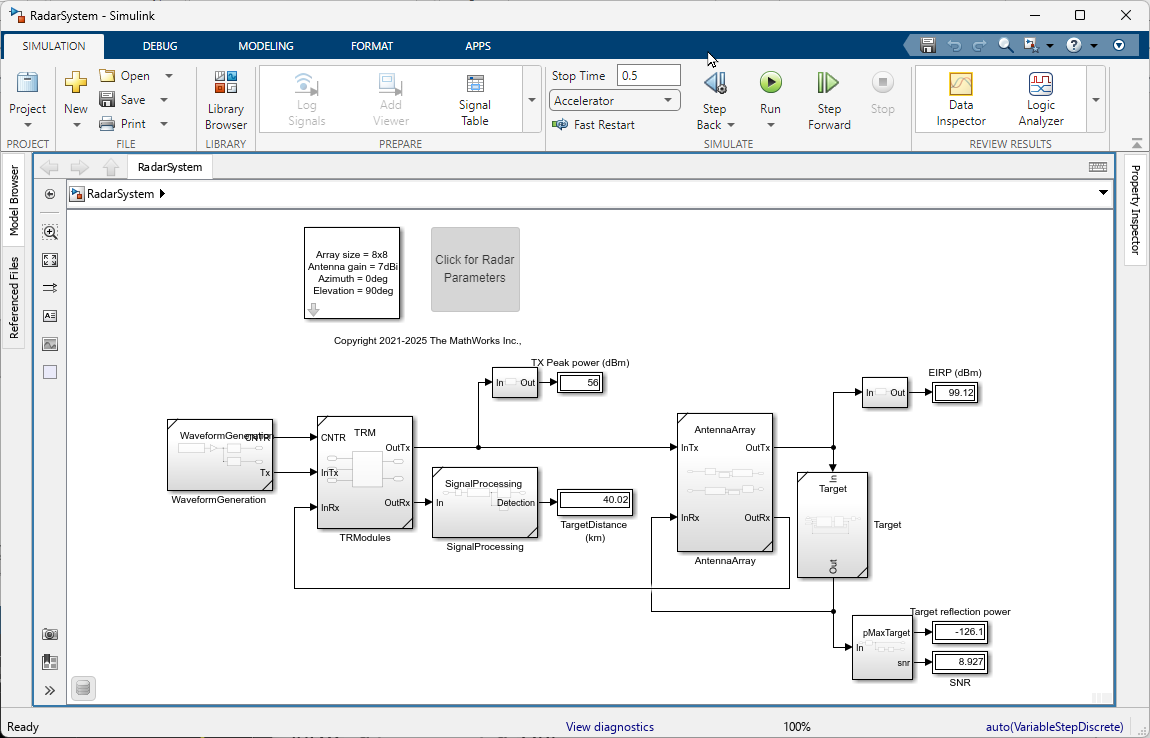 RadarSystem - Simulink
SIMULATION
DEBUG
MODELING
FORMAT
APPS
Project
New
Open
Save
Print
Library
Browser
Log
Signals
Add
Viewer
Signal
Table
Stop Time 0.5
Accelerator
Fast Restart
Step
Back
Run
Step
Forward
Stop
Data
Inspector
Logic
Analyzer
PROJECT
FILE
LIBRARY
PREPARE
SIMULATE
REVIEW RESULTS
Model Browser
Referenced Files
Property Inspector
RadarSystem
RadarSystem
Array size = 8x8
Antenna gain = 7dBi
Azimuth = 0deg
Elevation = 90deg
Click for Radar
Parameters
Copyright 2021-2025 The MathWorks Inc.,
TX Peak power (dBm)
In
Out
56
EIRP (dBm)
In
Out
99.12
WaveformGeneration
CNTR
Tx
WaveformGeneration
TRM
CNTR
InTx
InRx
OutTx
OutRx
TRModules
SignalProcessing
In
Detection
SignalProcessing
40.02
TargetDistance
(km)
AntennaArray
InTx
OutTx
InRx
OutRx
AntennaArray
In
Target
Out
Target
Target reflection power
pMaxTarget
In
snr
-126.1
8.927
SNR
Ready
View diagnostics
100%
auto(VariableStepDiscrete)